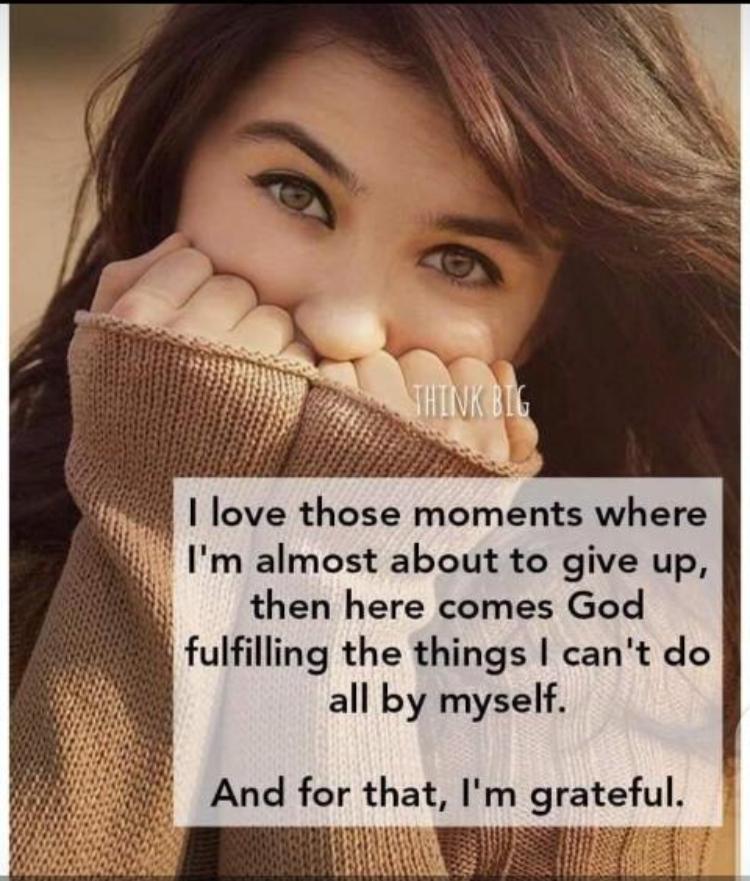 THINK BIG
I love those moments where
I'm almost about to give up,
then here comes God
fulfilling the things I can't do
all by myself.
And for that, I'm grateful.